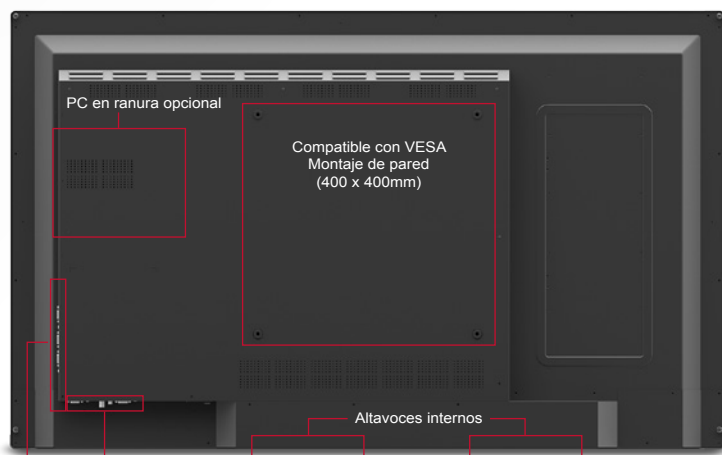 PC en ranura opcional
Compatible con VESA
Montaje de pared
(400 x 400mm)
Altavoces internos